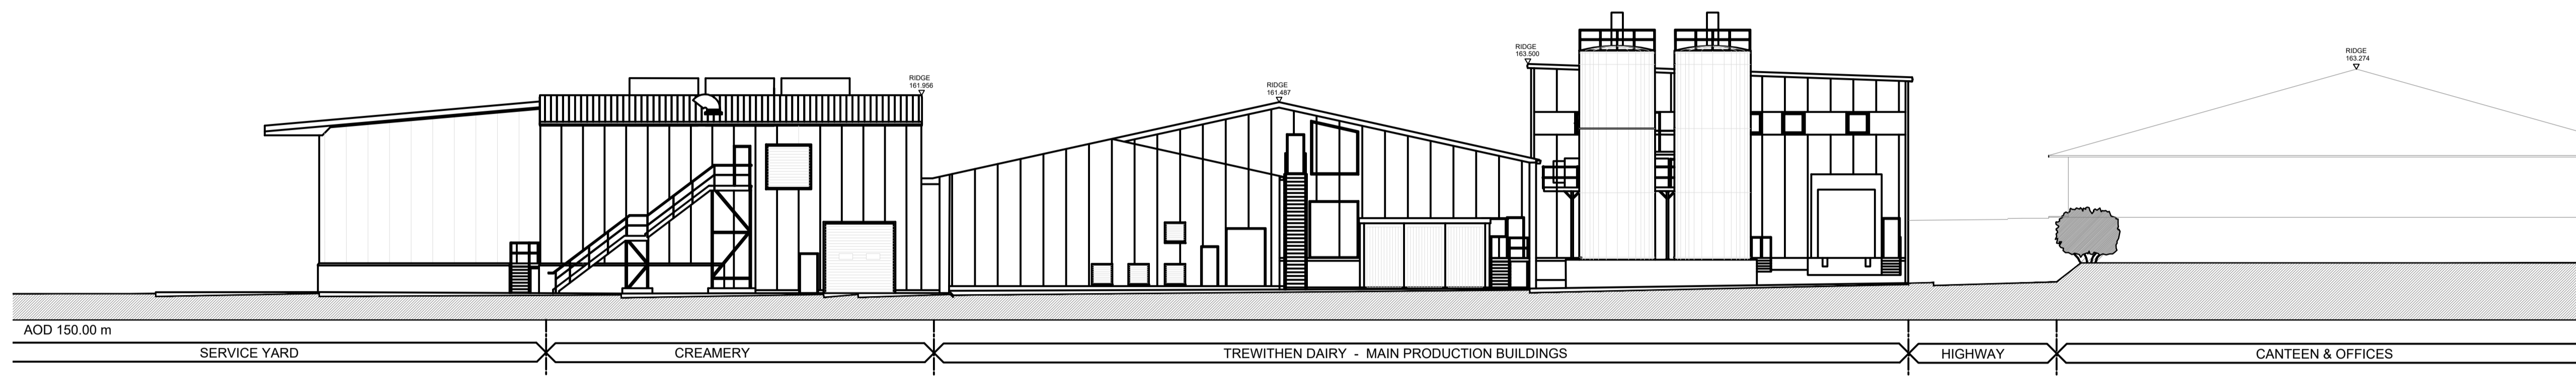 RIDGE
161.956
RIDGE
161.487
RIDGE
163.500
RIDGE
163.274
AOD 150.00 m
SERVICE YARD
CREAMERY
TREWITHEN DAIRY - MAIN PRODUCTION BUILDINGS
HIGHWAY
CANTEEN & OFFICES